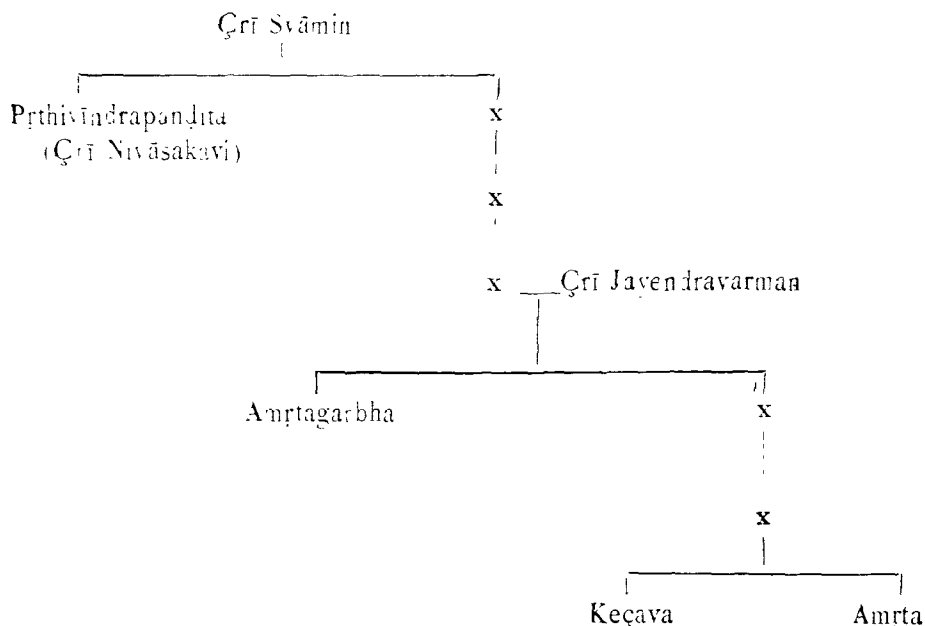 Çrī Svāmin
Pṛthivīndrapaṇḍita x
(Çrī Nivāsakavi)
x
x Çrī Jayendravarman
Amṛtagarbha x
x
Keçava Amṛta